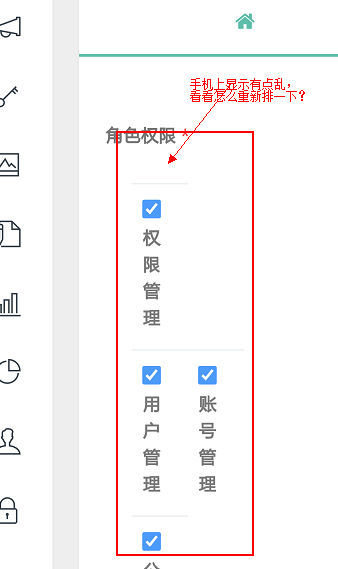 手机上显示有点乱，
看看怎么重新排一下？
角色权限 *
权
限
管
理
用 账
户 号
管 管
理 理